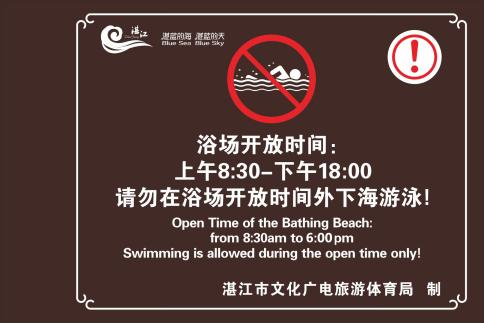 湛江
湛蓝的海 湛蓝的天
Blue Sea Blue Sky
浴场开放时间：
上午8:30-下午18:00
请勿在浴场开放时间外下海游泳！
Open Time of the Bathing Beach:
from 8:30am to 6:00pm
Swimming is allowed during the open time only!
湛江市文化广电旅游体育局 制